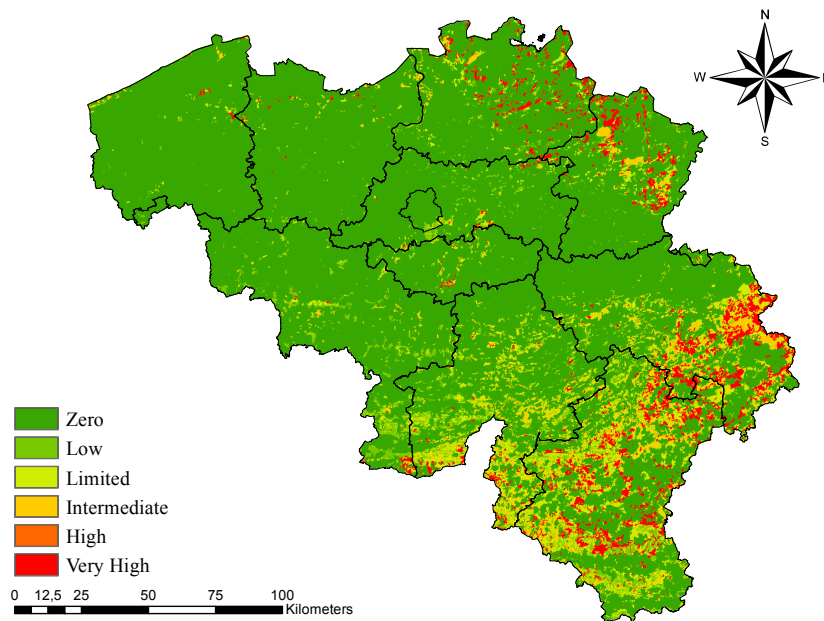 N
W
E
S
Zero
Low
Limited
Intermediate
High
Very High
0 12,5 25 50 75 100
Kilometers